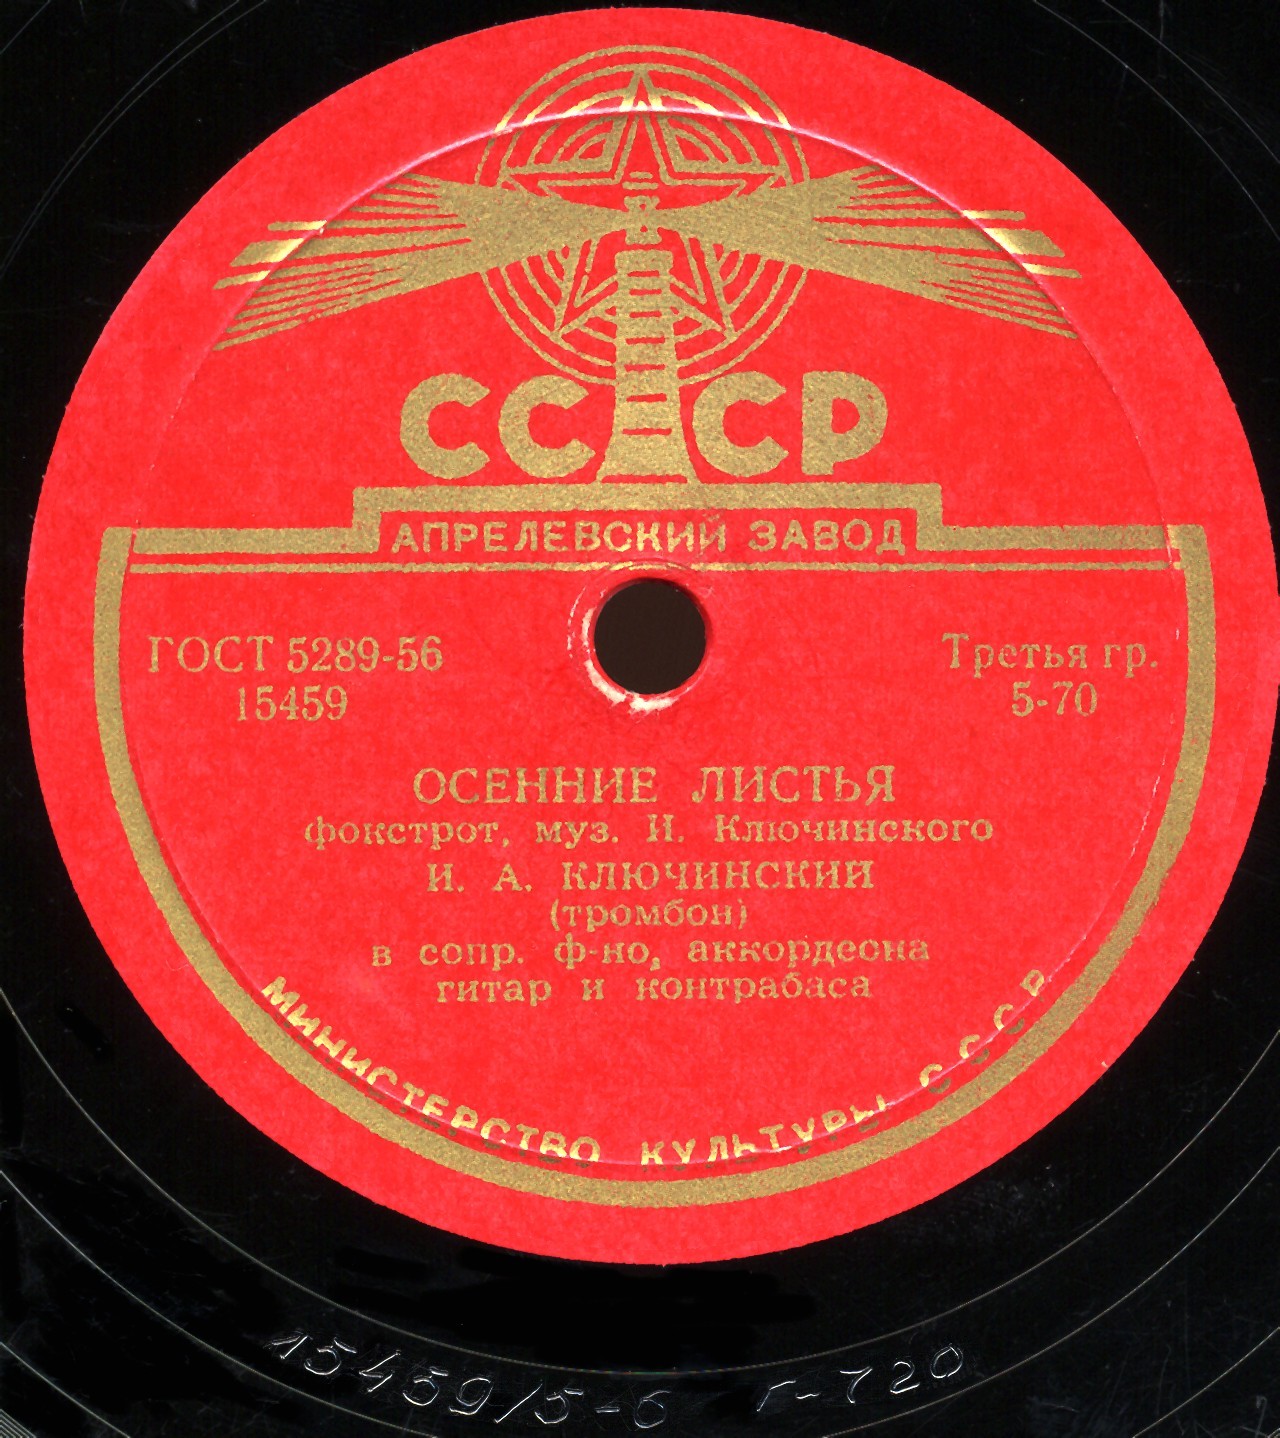 СССР
АПРЕЛЕВСКИЙ ЗАВОД
ГОСТ 5289-56
15459
Третья гр.
5-70
ОСЕННИЕ ЛИСТЬЯ
фокстрот, муз. И. Ключинского
И. А. КЛЮЧИНСКИЙ
(тромбон)
в сопр. ф-но, аккордеона
гитар и контрабаса
МИНИСТЕРСТВО КУЛЬТУРЫ СССР
15459/5-6 г-720